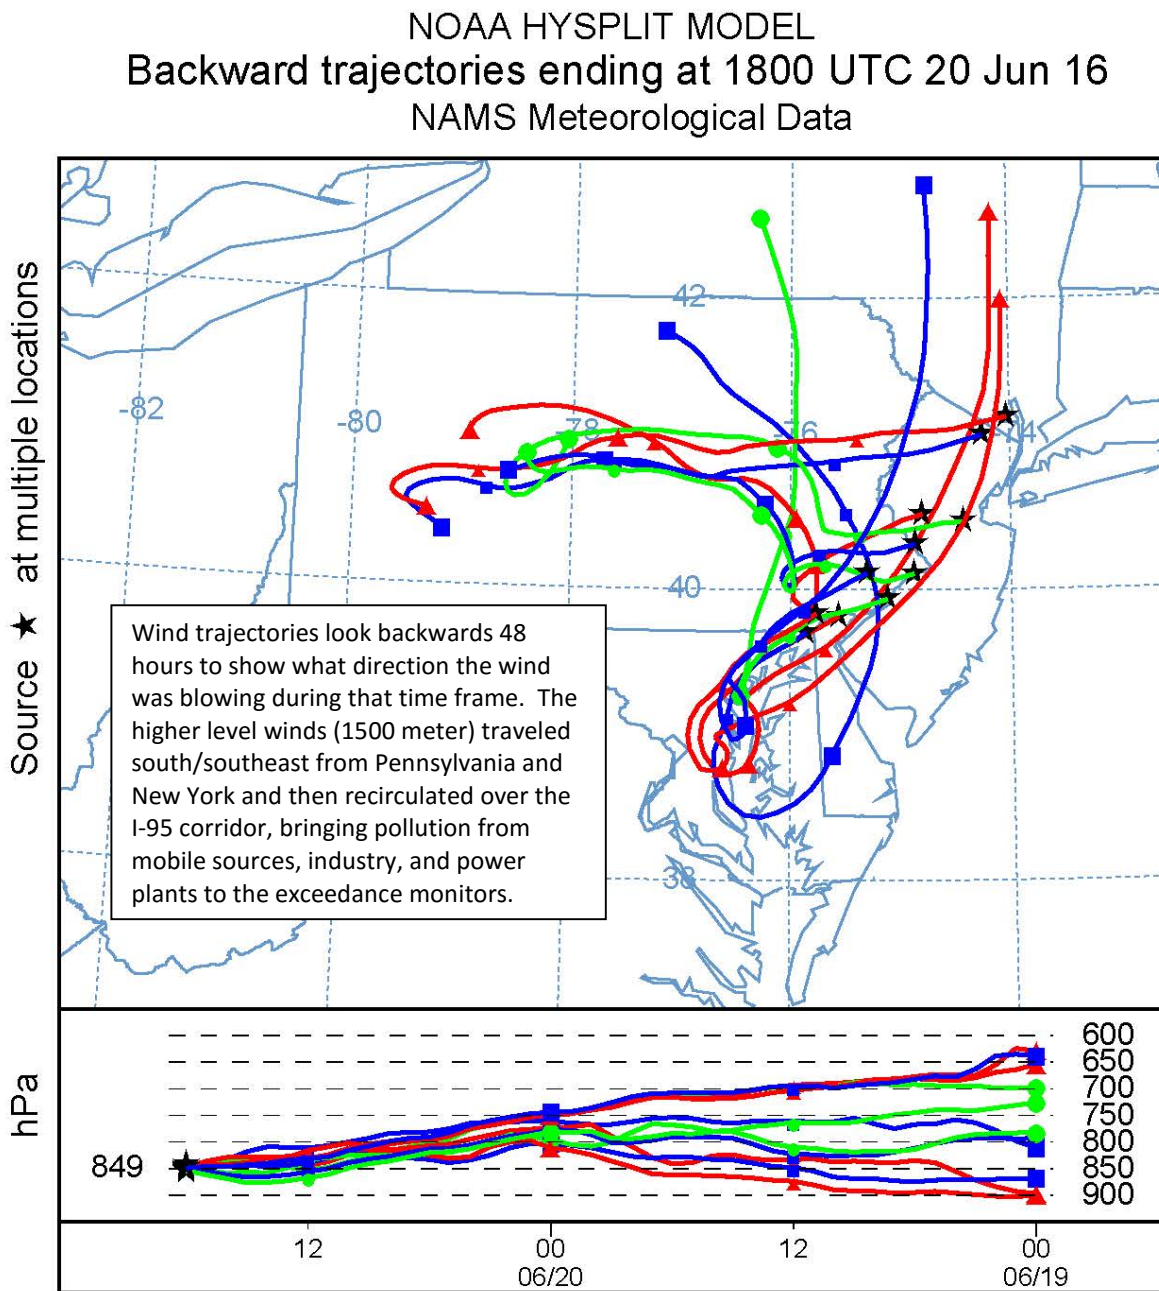 NOAA HYSPLIT MODEL
Backward trajectories ending at 1800 UTC 20 Jun 16
NAMS Meteorological Data
Source ★ at multiple locations
42
-82
-80
-78
-76
-74
40
38
Wind trajectories look backwards 48
hours to show what direction the wind
was blowing during that time frame. The
higher level winds (1500 meter) traveled
south/southeast from Pennsylvania and
New York and then recirculated over the
I-95 corridor, bringing pollution from
mobile sources, industry, and power
plants to the exceedance monitors.
hPa
849
600
650
700
750
800
850
900
12 00 12 00
06/20 06/19